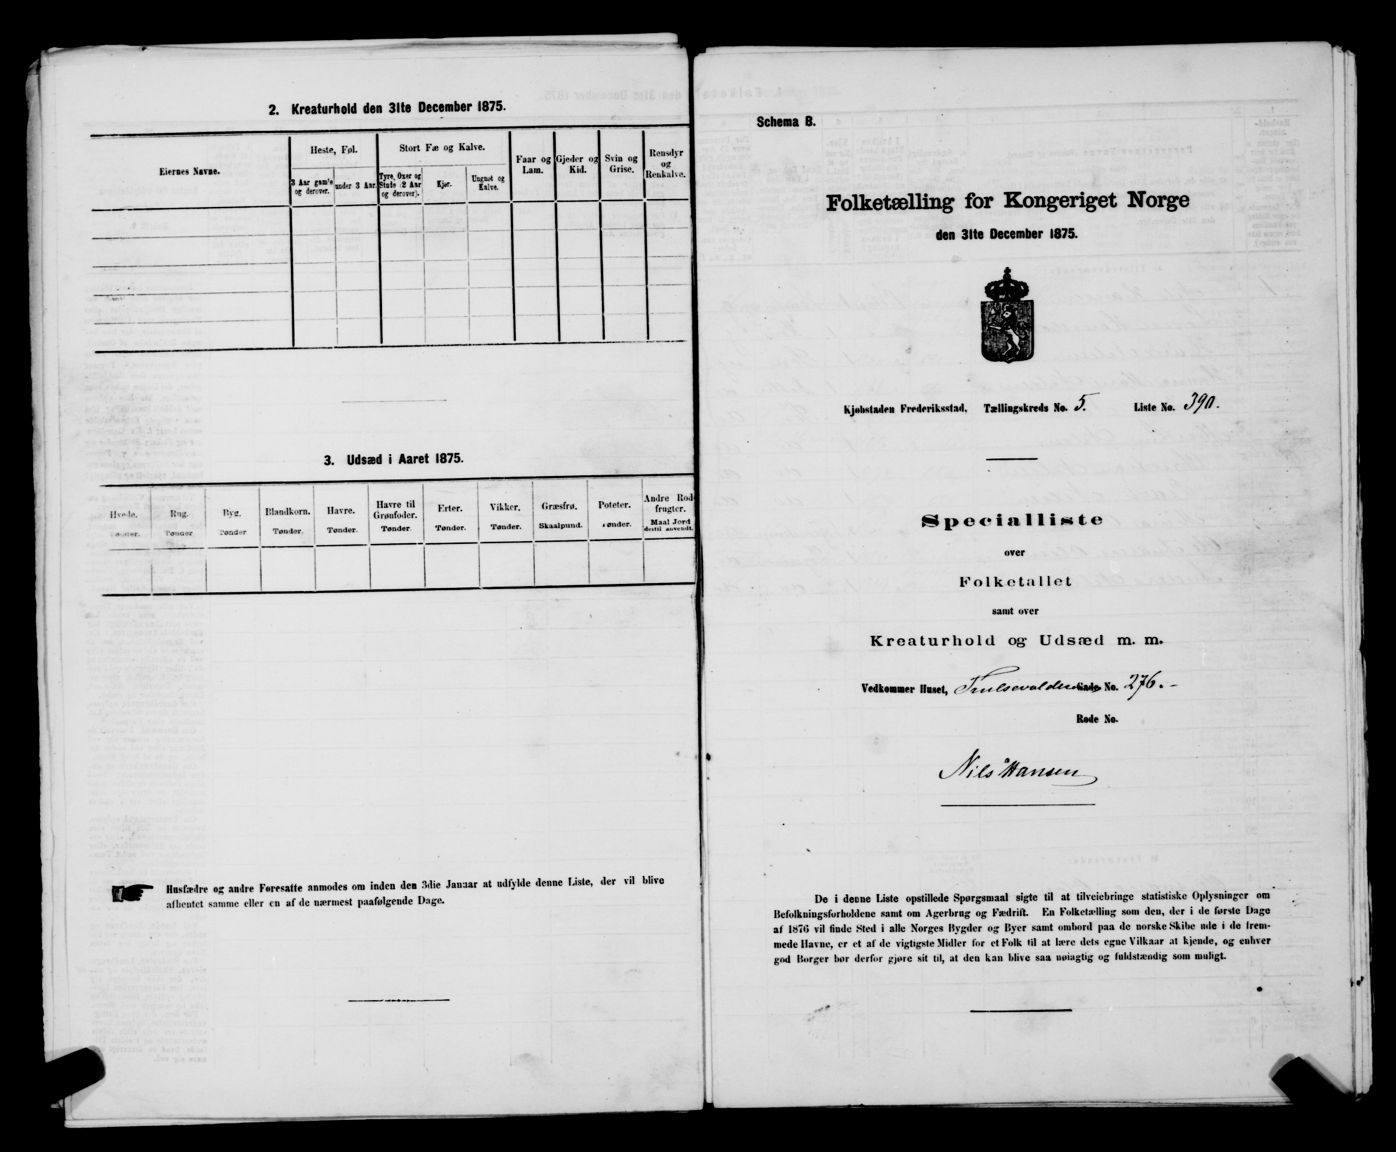 2. Kreaturhold den 31te December 1875.
Eiernes Navne.
Heste, Føl.
3 Aar gam'e og derover.
under 3 Aar.
Stort Fæ og Kalve.
Tyre, Oxer og Stude (2 Aar og derover).
Kjør.
Ungnøt og Kalve.
Faar og Lam.
Gjeder og Kid.
Svin og Grise.
Rensdyr og Renkalve.
3. Udsæd i Aaret 1875.
Hvede. Rug. Byg. Blandkorn. Havre. Havre til Grønfoder. Erter. Vikker. Græsfrø. Poteter. Andre Rodfrugter.
Tønder. Tønder Tønder Tønder. Tønder. Tønder. Tønder. Tønder. Skaalpund. Tønder. Maal Jord dertil anvendt.
Husfædre og andre Foresatte anmodes om inden den 3die Januar at udfylde denne Liste, der vil blive
afhentet samme eller en af de nærmest paafølgende Dage.
Schema B.
Folketælling for Kongeriget Norge
den 31te December 1875.
Kjøbstaden Frederiksstad, Tællingskreds No. 5. Liste No. 390.
Specialliste
over
Folketallet
samt over
Kreaturhold og Udsæd m. m.
Vedkommer Huset, Gade No. 276.
Rode No.
Nils Hansen
De i denne Liste opstillede Spørgsmaal sigte til at tilveiebringe statistiske Oplysninger om
Befolkningsforholdene samt om Agerbrug og Fædrift. En Folketælling som den, der i de første Dage
af 1876 vil finde Sted i alle Norges Bygder og Byer samt ombord paa de norske Skibe ude i de frem-
mede Havne, er et af de vigtigste Midler for et Folk til at lære dets egne Vilkaar at kjende, og enhver
god Borger bør derfor gjøre sit til, at den kan blive saa nøiagtig og fuldstændig som muligt.